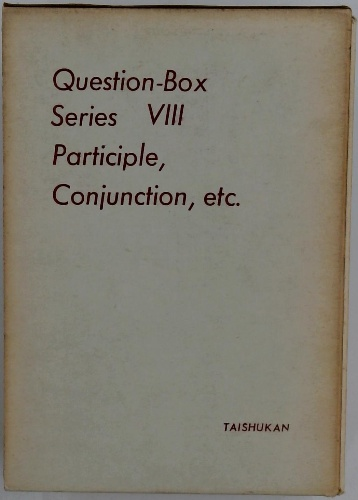 Question-Box
Series VIII
Participle,
Conjunction, etc.
TAISHUKAN